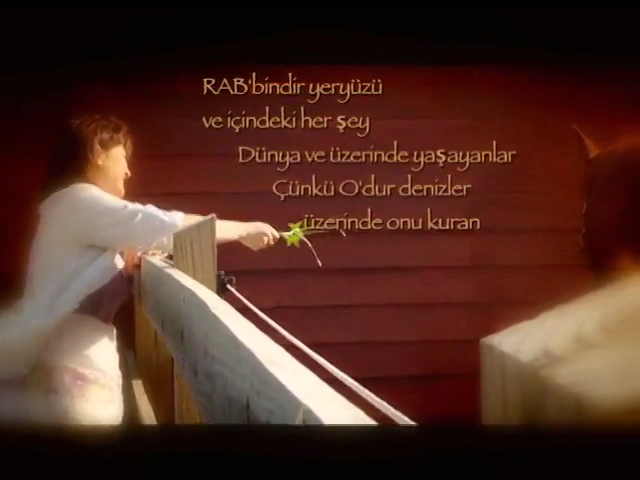 RAB'bindir yeryüzü
ve içindeki her şey
Dünya ve üzerinde yaşayanlar
Çünkü O'dur denizler
üzerinde onu kuran